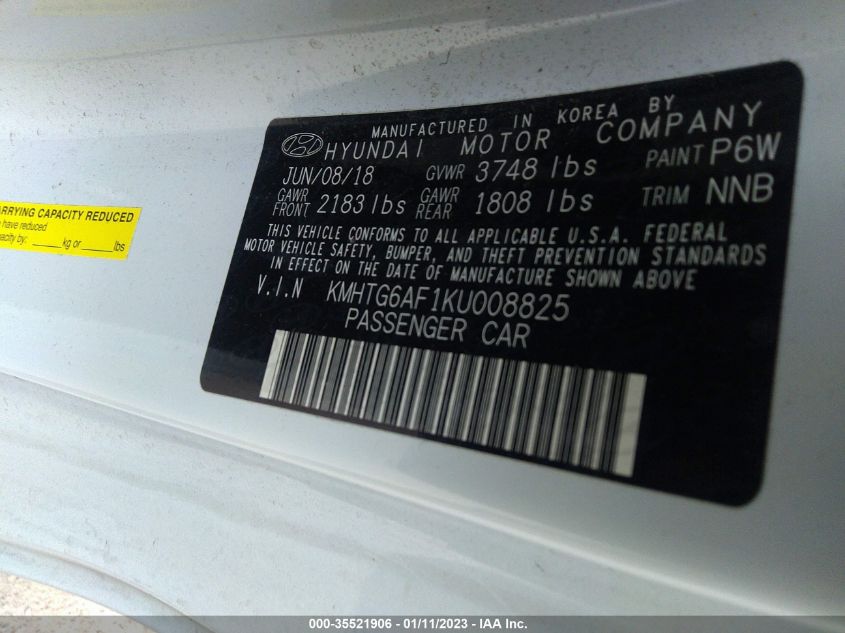 MANUFACTURED IN KOREA BY
HYUNDAI MOTOR COMPANY
JUN/08/18 GVWR 3748 lbs PAINT P6W
GAWR FRONT 2183 lbs GAWR REAR 1808 lbs TRIM NNB
THIS VEHICLE CONFORMS TO ALL APPLICABLE U.S.A. FEDERAL
MOTOR VEHICLE SAFETY, BUMPER, AND THEFT PREVENTION STANDARDS
IN EFFECT ON THE DATE OF MANUFACTURE SHOWN ABOVE
V.I.N KMHTG6AF1KU008825
PASSENGER CAR
ARRYING CAPACITY REDUCED
have reduced
pacity by: ____ kg or ____ lbs
000-35521906 - 01/11/2023 - IAA Inc.